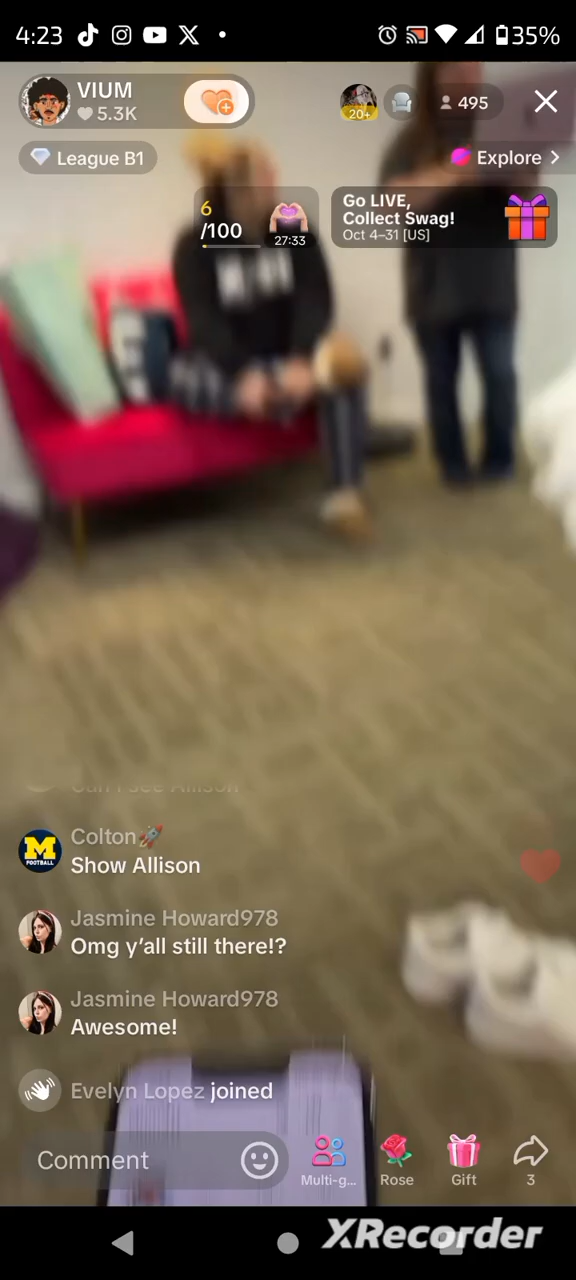 4:23
35%
VIUM
5.3K
20+
495
League B1
Explore
6
/100
27:33
Go LIVE,
Collect Swag!
Oct 4–31 [US]
Colton🚀
M
FOOTBALL
Show Allison
Jasmine Howard978
Omg y'all still there!?
Jasmine Howard978
Awesome!
Evelyn Lopez joined
Comment
Multi-g...
Rose
Gift
3
XRecorder